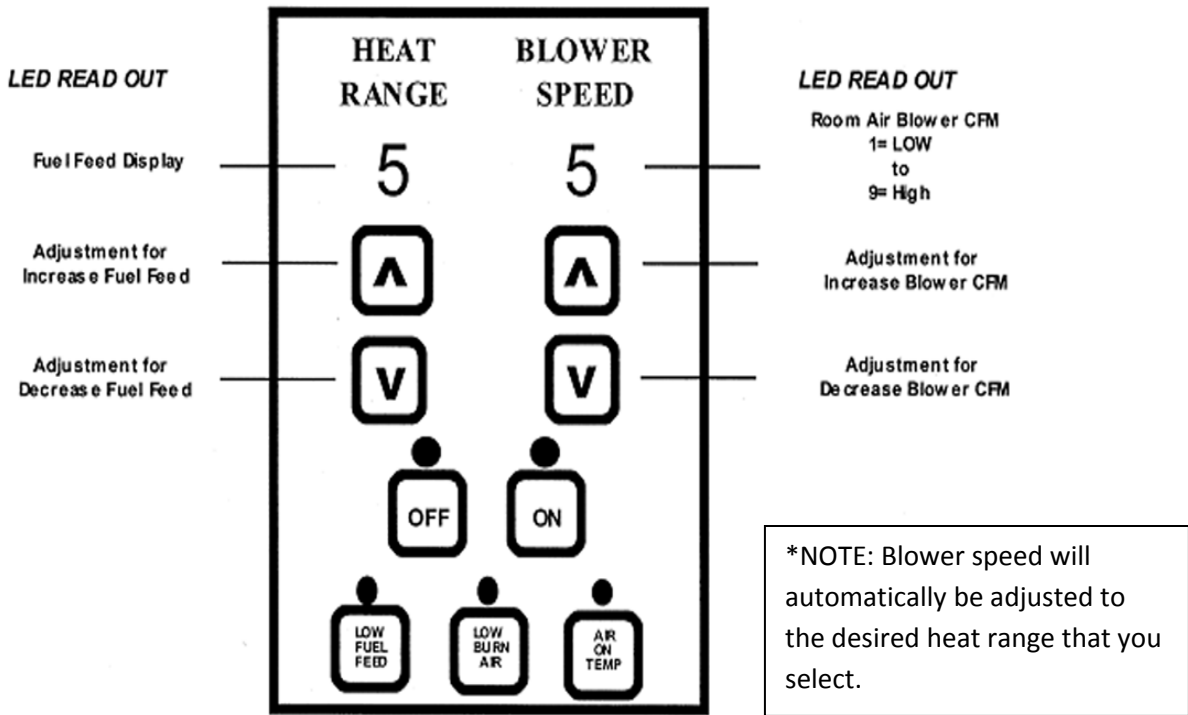 HEAT
RANGE
BLOWER
SPEED
LED READ OUT
Fuel Feed Display
5
5
LED READ OUT
Room Air Blower CFM
1= LOW
to
9= High
Adjustment for
Increase Fuel Feed
ʌ
ʌ
Adjustment for
Increase Blower CFM
Adjustment for
Decrease Fuel Feed
v
v
Adjustment for
Decrease Blower CFM
OFF
ON
LOW
FUEL
FEED
LOW
BURN
AIR
AIR
ON
TEMP
*NOTE: Blower speed will
automatically be adjusted to
the desired heat range that you
select.